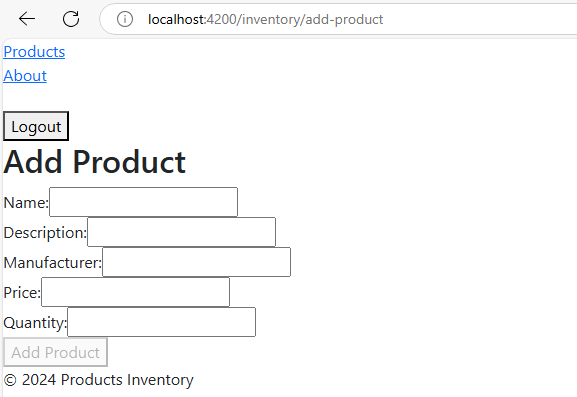 localhost:4200/inventory/add-product
Products
About
Logout
Add Product
Name:
Description:
Manufacturer:
Price:
Quantity:
Add Product
© 2024 Products Inventory